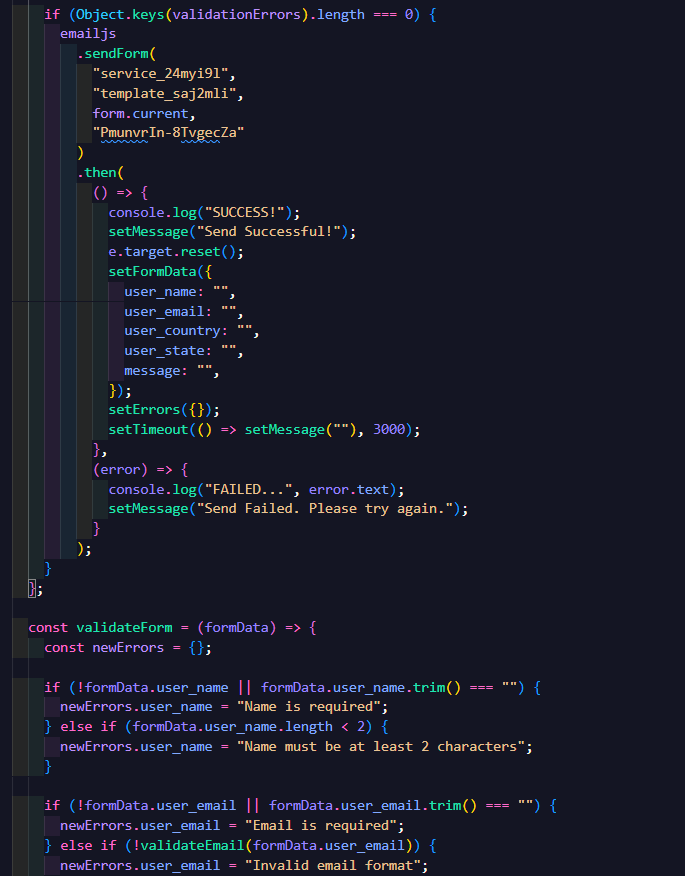 if (Object.keys(validationErrors).length === 0) {
emailjs
.sendForm(
"service_24myi9l",
"template_saj2mli",
form.current,
"PmunvrIn-8TvgecZa"
)
.then(
() => {
console.log("SUCCESS!");
setMessage("Send Successful!");
e.target.reset();
setFormData({
user_name: "",
user_email: "",
user_country: "",
user_state: "",
message: "",
});
setErrors({});
setTimeout(() => setMessage(""), 3000);
},
(error) => {
console.log("FAILED...", error.text);
setMessage("Send Failed. Please try again.");
}
);
}
};
const validateForm = (formData) => {
const newErrors = {};
if (!formData.user_name || formData.user_name.trim() === "") {
newErrors.user_name = "Name is required";
} else if (formData.user_name.length < 2) {
newErrors.user_name = "Name must be at least 2 characters";
}
if (!formData.user_email || formData.user_email.trim() === "") {
newErrors.user_email = "Email is required";
} else if (!validateEmail(formData.user_email)) {
newErrors.user_email = "Invalid email format";